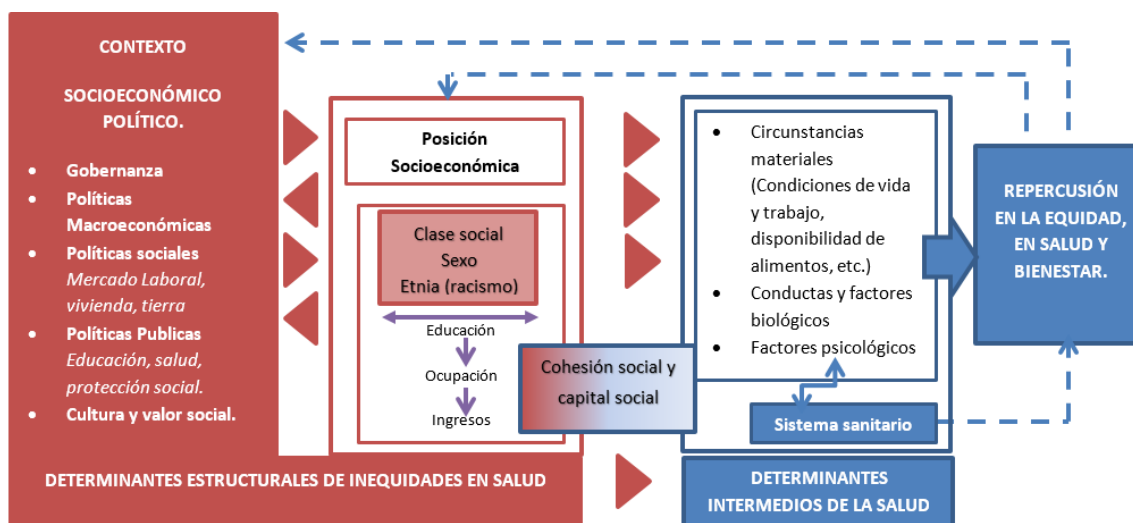 CONTEXTO
SOCIOECONÓMICO
POLÍTICO.
• Gobernanza
• Políticas
Macroeconómicas
• Políticas sociales
Mercado Laboral,
vivienda, tierra
• Políticas Publicas
Educación, salud,
protección social.
• Cultura y valor social.
Posición
Socioeconómica
Clase social
Sexo
Etnia (racismo)
Educación
Ocupación
Ingresos
Cohesión social y
capital social
• Circunstancias
materiales
(Condiciones de vida
y trabajo,
disponibilidad de
alimentos, etc.)
• Conductas y factores
biológicos
• Factores psicológicos
Sistema sanitario
REPERCUSIÓN
EN LA EQUIDAD,
EN SALUD Y
BIENESTAR.
DETERMINANTES ESTRUCTURALES DE INEQUIDADES EN SALUD
DETERMINANTES
INTERMEDIOS DE LA SALUD